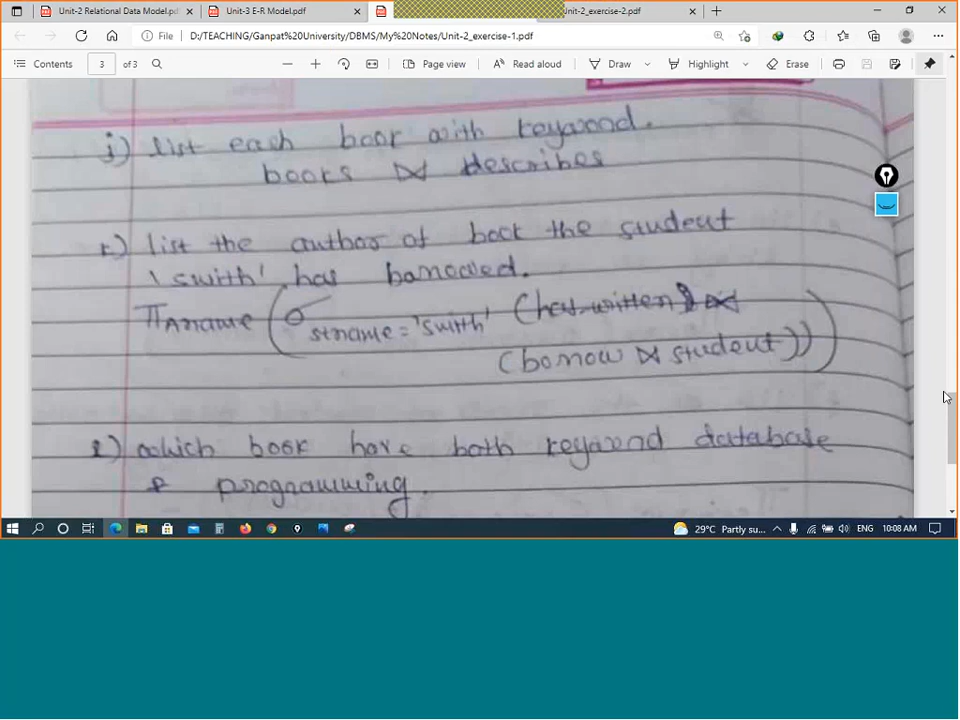 Unit-2 Relational Data Model.pdf
Unit-3 E-R Model.pdf
Unit-2_exercise-2.pdf
File D:/TEACHING/Ganpat%20University/DBMS/My%20Notes/Unit-2_exercise-1.pdf
Contents 3 of 3 Page view Read aloud Draw Highlight Erase
j) list each book with keyword.
books ⋈ describes
k) list the author of book the student
'smith' has borrowed.
πAname (σ stname='smith' (has-written ⋈
(borrow ⋈ student)))
l) which book have both keyword database
& programming.
29°C Partly su... ENG 10:08 AM